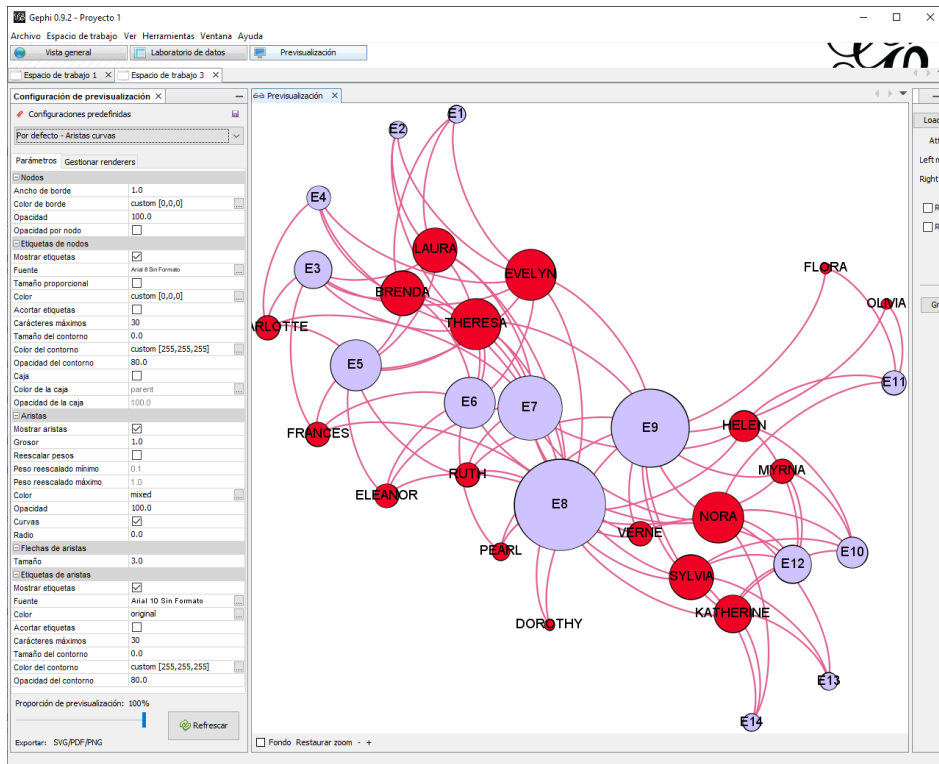 Gephi 0.9.2 - Proyecto 1
Archivo Espacio de trabajo Ver Herramientas Ventana Ayuda
Vista general Laboratorio de datos Previsualización
Espacio de trabajo 1 Espacio de trabajo 3
Configuración de previsualización
Configuraciones predefinidas
Por defecto - Aristas curvas
Parámetros Gestionar renderers
Nodos
Ancho de borde 1.0
Color de borde custom [0,0,0] ...
Opacidad 100.0
Opacidad por nodo
Etiquetas de nodos
Mostrar etiquetas
Fuente Arial 8 Sin Formato ...
Tamaño proporcional
Color custom [0,0,0] ...
Acortar etiquetas
Carácteres máximos 30
Tamaño del contorno 0.0
Color del contorno custom [255,255,255] ...
Opacidad del contorno 80.0
Caja
Color de la caja parent ...
Opacidad de la caja 100.0
Aristas
Mostrar aristas
Grosor 1.0
Reescalar pesos
Peso reescalado mínimo 0.1
Peso reescalado máximo 1.0
Color mixed ...
Opacidad 100.0
Curvas
Radio 0.0
Flechas de aristas
Tamaño 3.0
Etiquetas de aristas
Mostrar etiquetas
Fuente Arial 10 Sin Formato ...
Color original ...
Acortar etiquetas
Carácteres máximos 30
Tamaño del contorno 0.0
Color del contorno custom [255,255,255] ...
Opacidad del contorno 80.0
Proporción de previsualización: 100%
Refrescar
Exportar: SVG/PDF/PNG
Previsualización
E1
E2
E4
LAURA
E3
EVELYN
FLORA
BRENDA
OLIVIA
THERESA
ARLOTTE
E5
E11
E6
E7
E9
HELEN
FRANCES
RUTH
MYRNA
ELEANOR
E8
NORA
VERNE
PEARL
E10
E12
SYLVIA
KATHERINE
DOROTHY
E13
E14
Fondo Restaurar zoom - +
Load
Att
Left m
Right
R
R
Gr